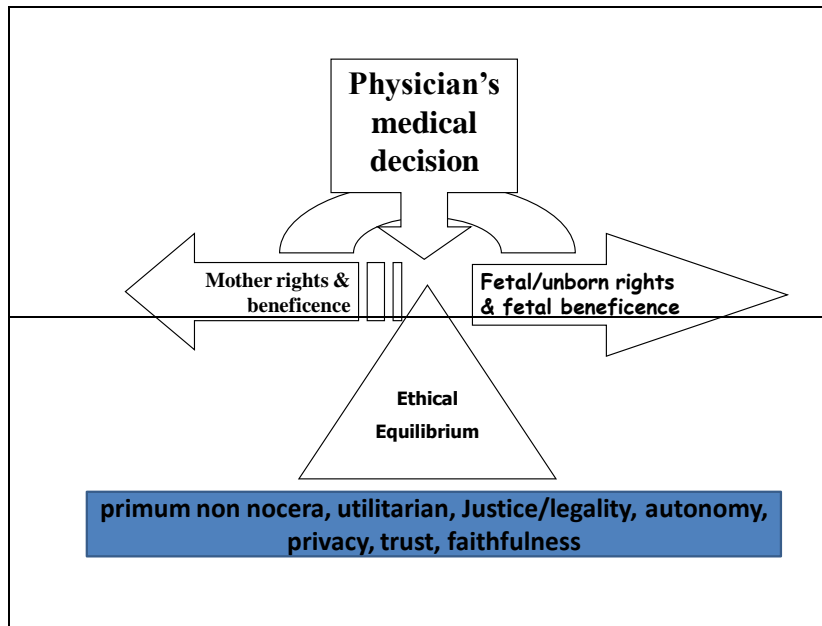 Physician's
medical
decision
Mother rights &
beneficence
Fetal/unborn rights
& fetal beneficence
Ethical
Equilibrium
primum non nocera, utilitarian, Justice/legality, autonomy,
privacy, trust, faithfulness